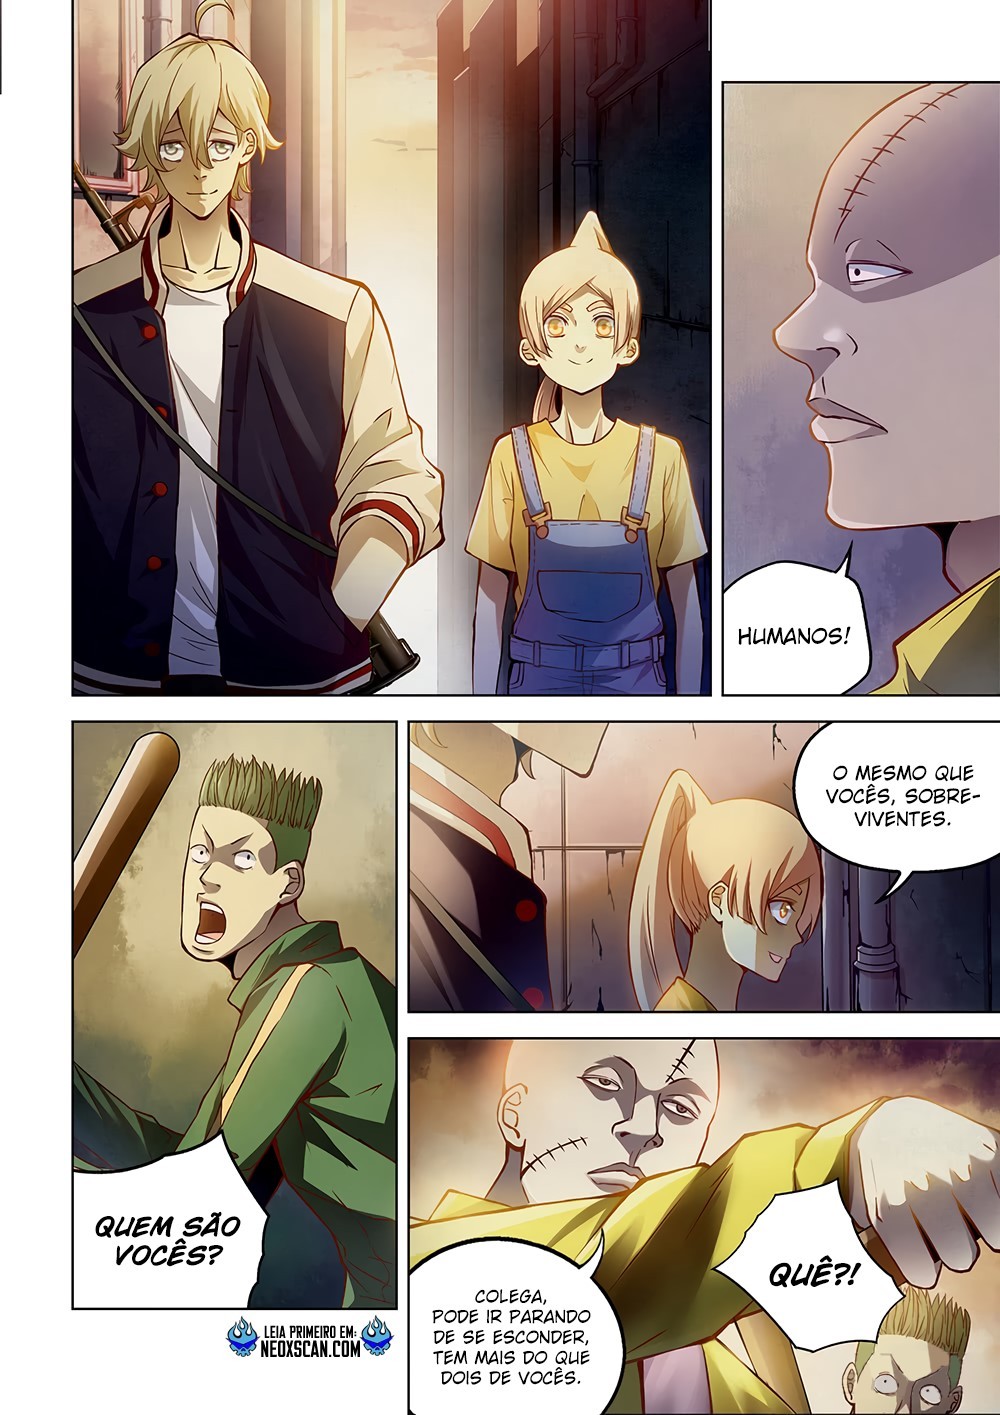 HUMANOS!
QUEM SÃO
VOCÊS?
O MESMO QUE
VOCÊS, SOBRE-
VIVENTES.
COLEGA,
PODE IR PARANDO
DE SE ESCONDER,
TEM MAIS DO QUE
DOIS DE VOCÊS.
QUÊ?!
LEIA PRIMEIRO EM:
NEOXSCAN.COM